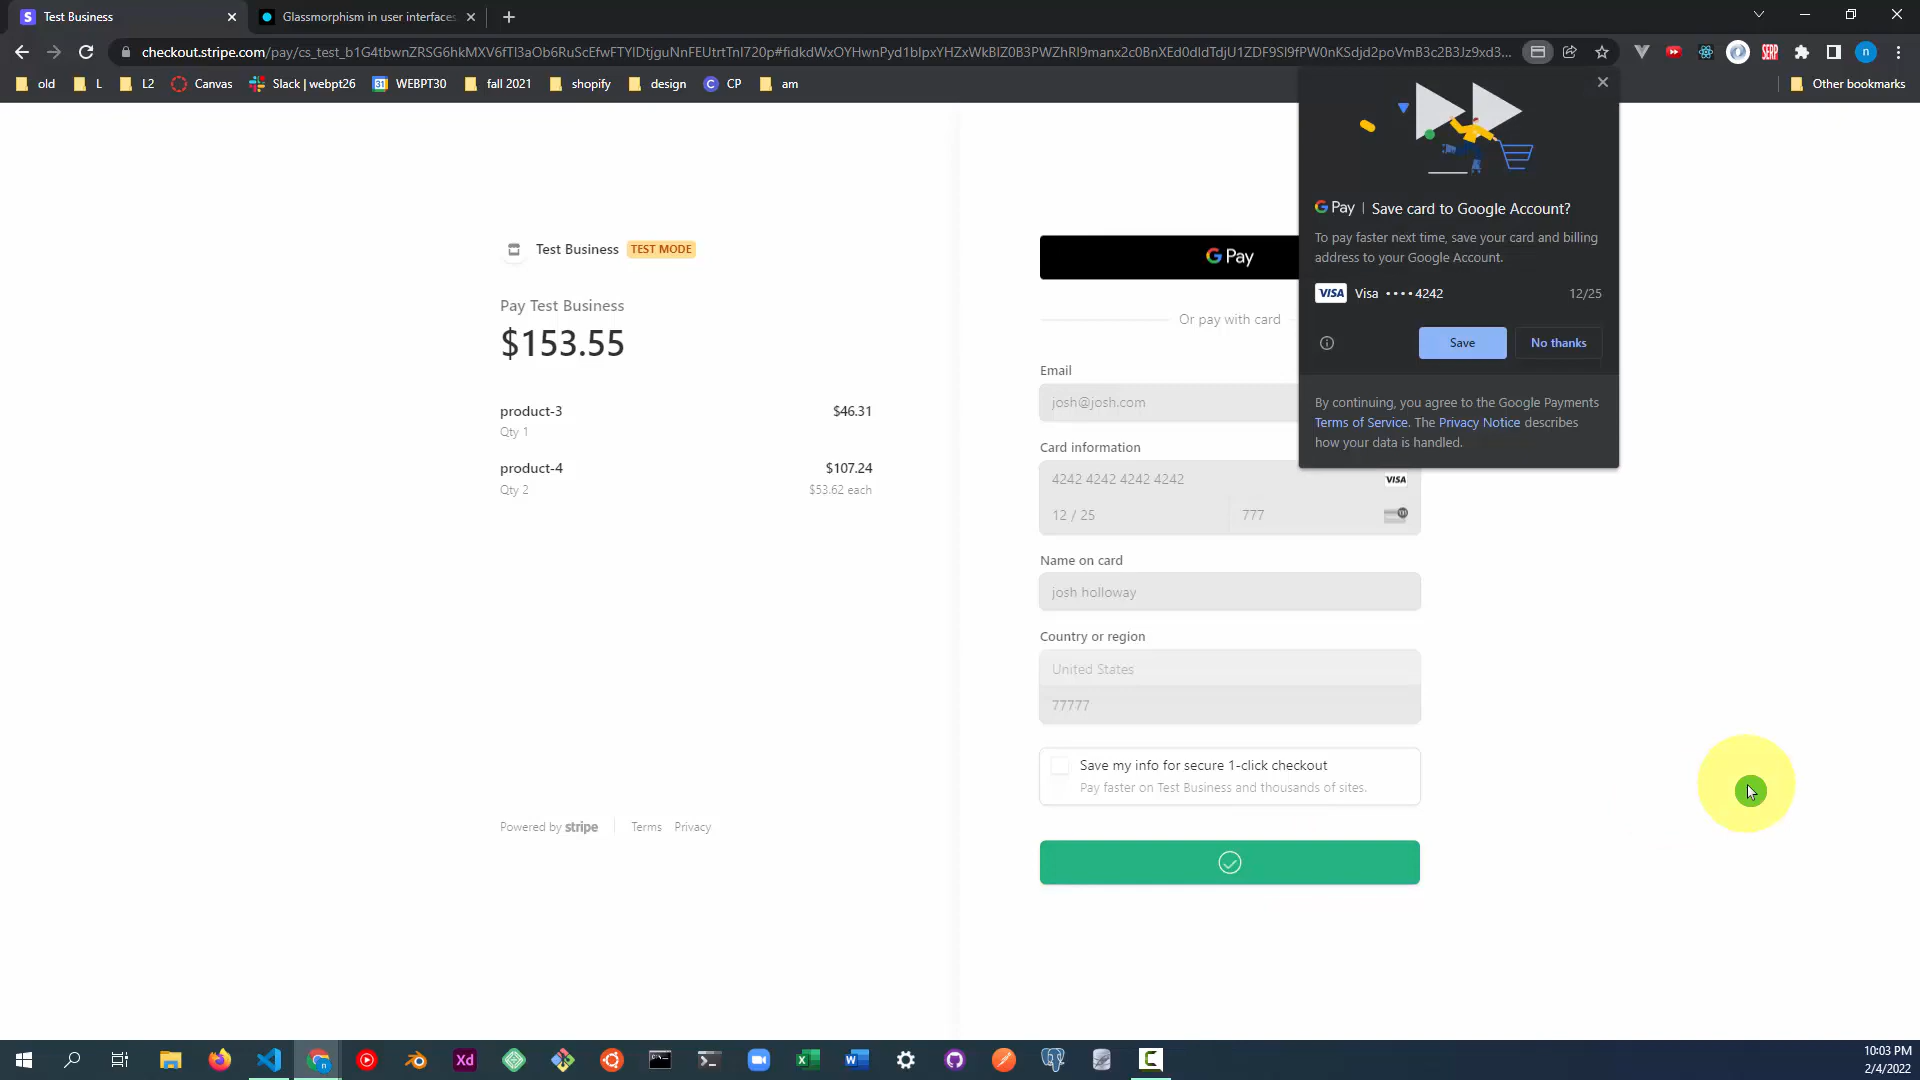 Test Business
Glassmorphism in user interfaces
checkout.stripe.com/pay/
old
L
L2
Canvas
Slack | webpt26
31
WEBPT30
fall 2021
shopify
design
C
CP
am
Other bookmarks
SERP
n
Test Business
TEST MODE
Pay Test Business
$153.55
product-3
$46.31
Qty 1
product-4
$107.24
Qty 2
$53.62 each
Powered by stripe
Terms
Privacy
G Pay
Or pay with card
Email
josh@josh.com
Card information
4242 4242 4242 4242
VISA
12 / 25
777
Name on card
josh holloway
Country or region
United States
77777
Save my info for secure 1-click checkout
Pay faster on Test Business and thousands of sites.
G Pay | Save card to Google Account?
To pay faster next time, save your card and billing
address to your Google Account.
VISA
Visa •••• 4242
12/25
Save
No thanks
By continuing, you agree to the Google Payments
Terms of Service. The Privacy Notice describes
how your data is handled.
Xd
10:03 PM
2/4/2022